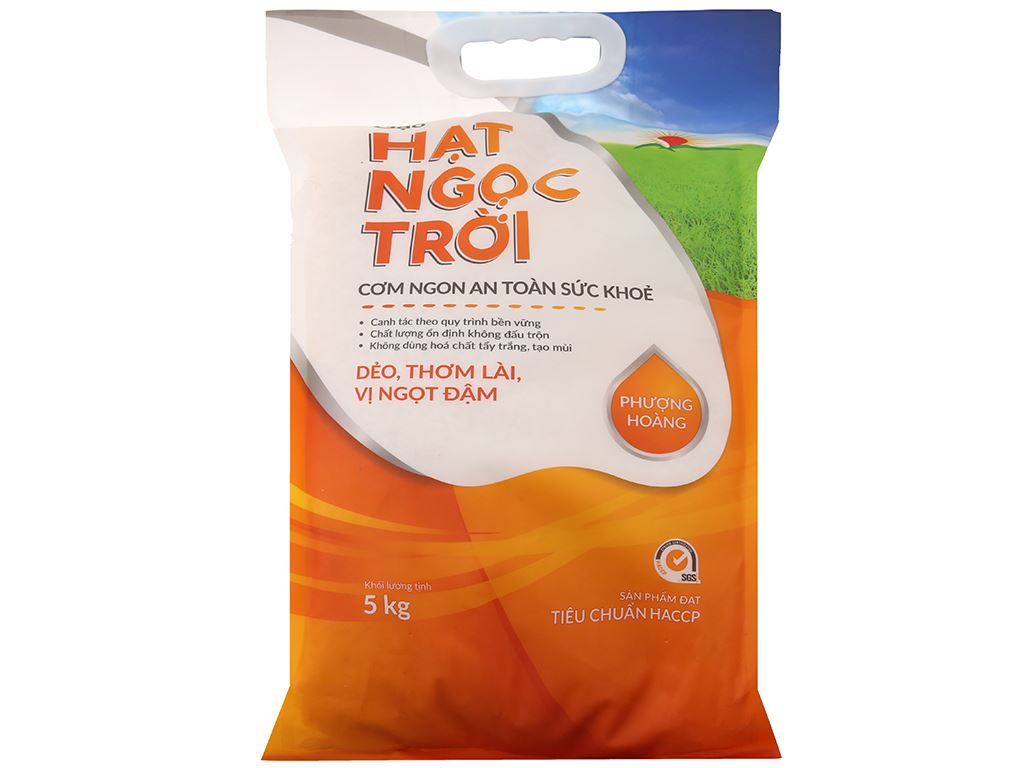 Gạo
HẠT
NGỌC
TRỜI
CƠM NGON AN TOÀN SỨC KHOẺ
• Canh tác theo quy trình bền vững
• Chất lượng ổn định không đấu trộn
• Không dùng hoá chất tẩy trắng, tạo mùi
DẺO, THƠM LÀI,
VỊ NGỌT ĐẬM
PHƯỢNG
HOÀNG
HACCP
SGS
Khối lượng tịnh
5 kg
SẢN PHẨM ĐẠT
TIÊU CHUẨN HACCP